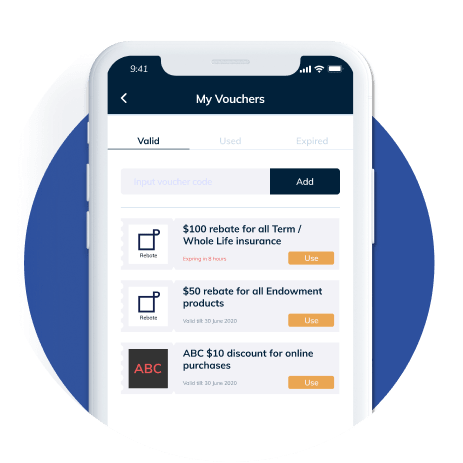 9:41
My Vouchers
Valid Used Expired
Input voucher code Add
$100 rebate for all Term /
Whole Life insurance
Rebate
Expiring in 8 hours Use
$50 rebate for all Endowment
products
Rebate
Valid till 30 June 2020 Use
ABC
ABC $10 discount for online
purchases
Valid till 30 June 2020 Use